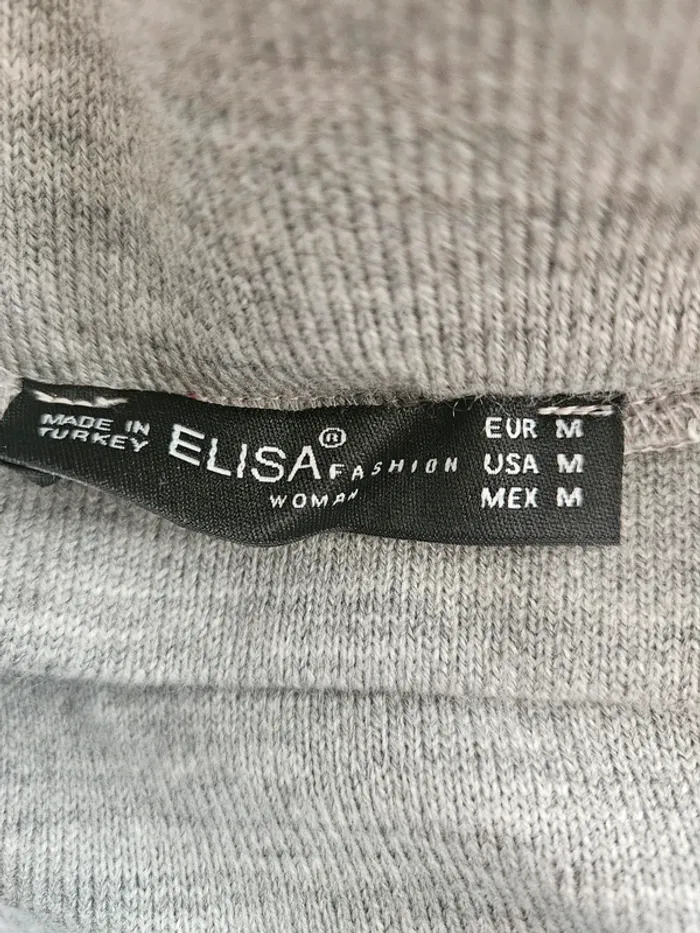 MADE IN
TURKEY
ELISA® FASHION
WOMAN
EUR M
USA M
MEX M